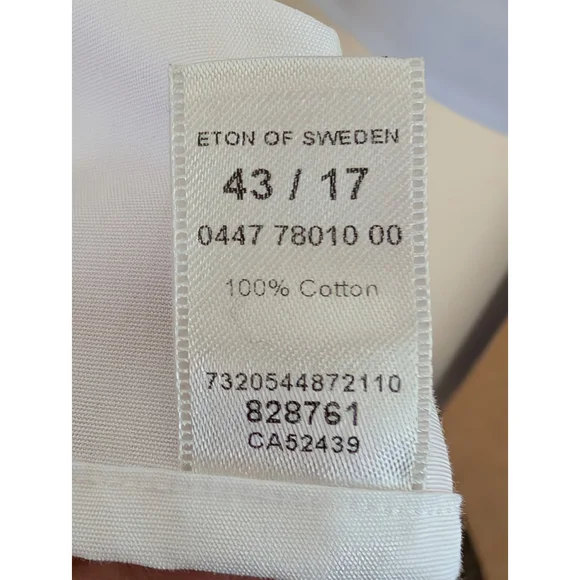 ETON OF SWEDEN
43 / 17
0447 78010 00
100% Cotton
7320544872110
828761
CA52439